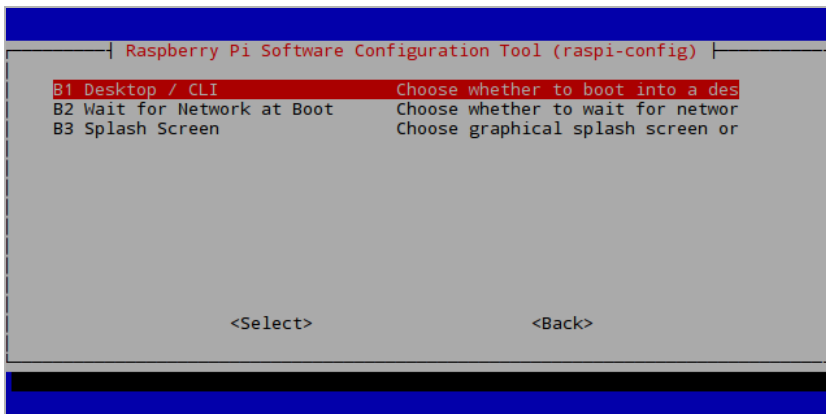 Raspberry Pi Software Configuration Tool (raspi-config)
B1 Desktop / CLI Choose whether to boot into a des
B2 Wait for Network at Boot Choose whether to wait for networ
B3 Splash Screen Choose graphical splash screen or
<Select> <Back>